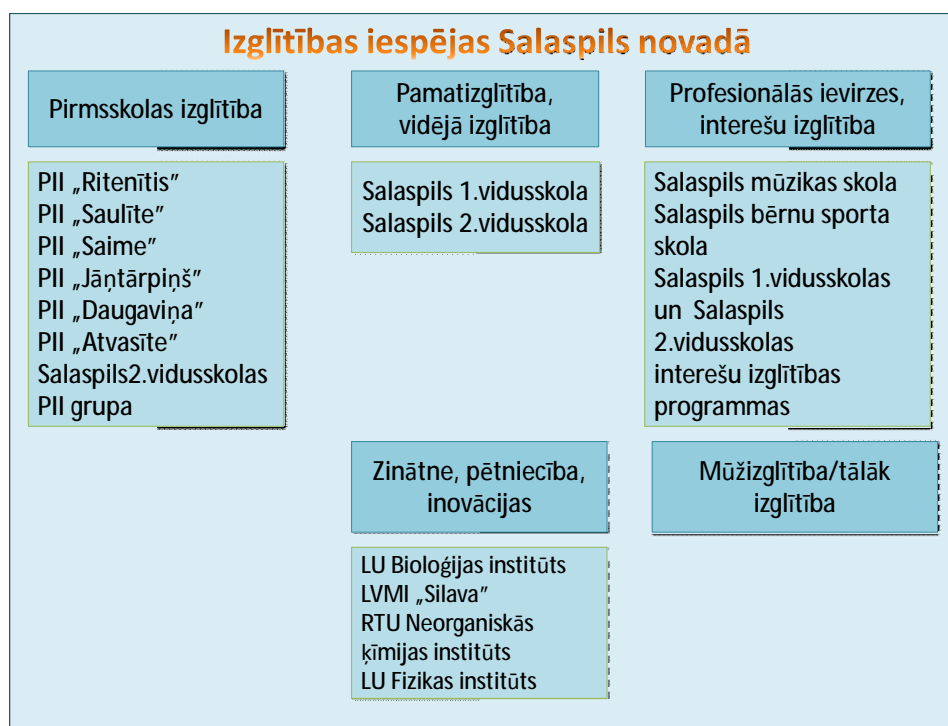 Izglītības iespējas Salaspils novadā
Pirmsskolas izglītība
PII „Ritenītis”
PII „Saulīte”
PII „Saime”
PII „Jāņtārpiņš”
PII „Daugaviņa”
PII „Atvasīte”
Salaspils2.vidusskolas
PII grupa
Pamatizglītība,
vidējā izglītība
Salaspils 1.vidusskola
Salaspils 2.vidusskola
Profesionālās ievirzes,
interešu izglītība
Salaspils mūzikas skola
Salaspils bērnu sporta
skola
Salaspils 1.vidusskolas
un Salaspils
2.vidusskolas
interešu izglītības
programmas
Zinātne, pētniecība,
inovācijas
LU Bioloģijas institūts
LVMI „Silava”
RTU Neorganiskās
ķīmijas institūts
LU Fizikas institūts
Mūžizglītība/tālāk
izglītība